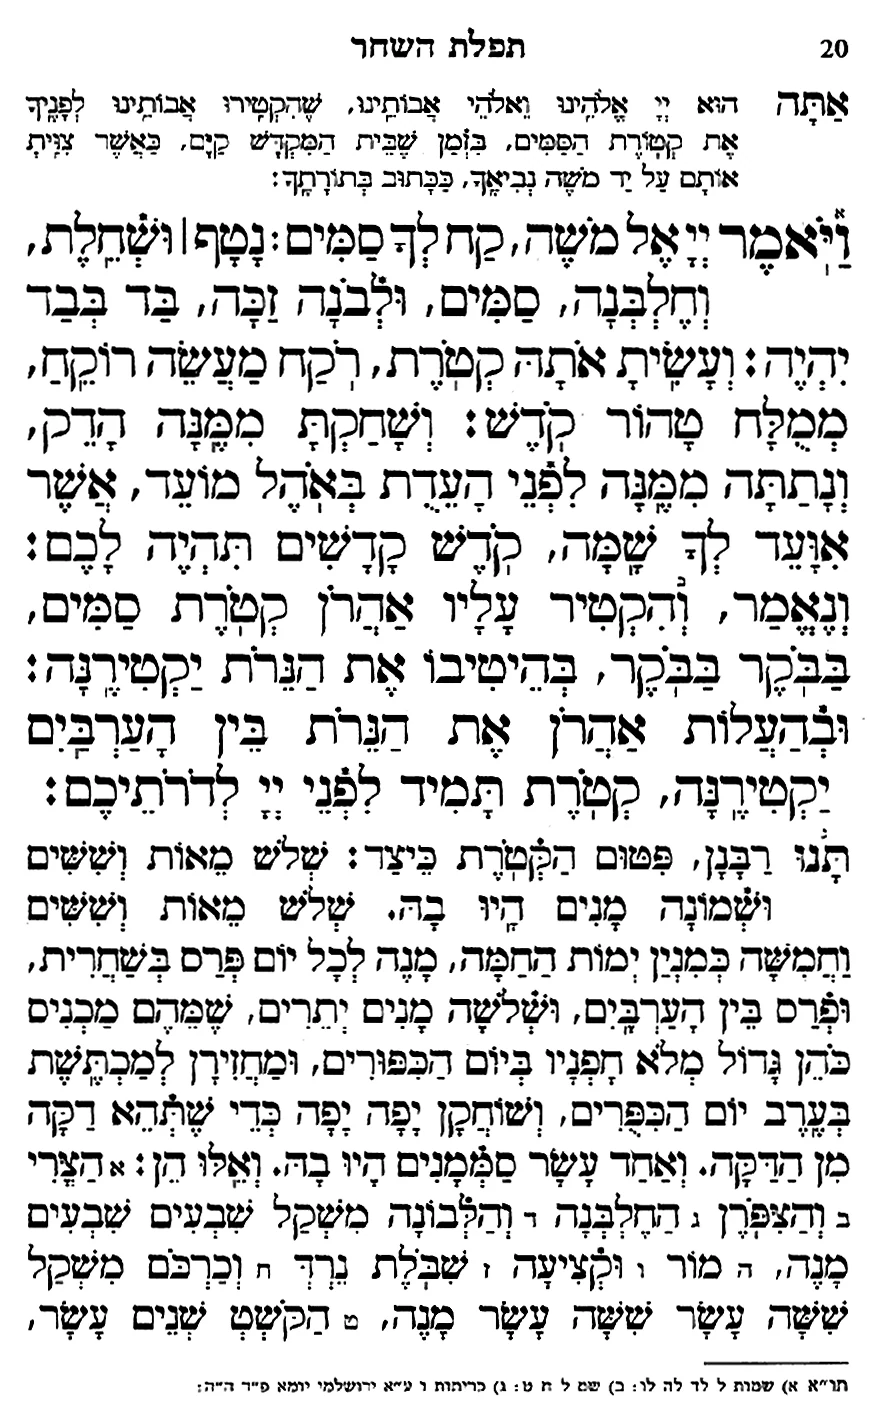 20 תפלת השחר
אַתָּה הוּא יְיָ אֱלֹהֵינוּ וֵאלֹהֵי אֲבוֹתֵינוּ, שֶׁהִקְטִירוּ אֲבוֹתֵינוּ לְפָנֶיךָ
אֶת קְטֽוֹרֶת הַסַּמִּים, בִּזְמַן שֶׁבֵּית הַמִּקְדָּשׁ קַיָּם, כַּאֲשֶׁר צִוִּיתָ
אוֹתָם עַל יַד מֹשֶׁה נְבִיאֶךָ, כַּכָּתוּב בְּתוֹרָתֶךָ:
א) וַיֹּאמֶר יְיָ אֶל מֹשֶׁה, קַח לְךָ סַמִּים: נָטָף | וּשְׁחֵלֶת,
וְחֶלְבְּנָה, סַמִּים, וּלְבֹנָה זַכָּה, בַּד בְּבַד
יִהְיֶה: וְעָשִׂיתָ אֹתָהּ קְטֹרֶת, רֹקַח מַעֲשֵׂה רוֹקֵחַ,
מְמֻלָּח טָהוֹר קֹדֶשׁ: וְשָׁחַקְתָּ מִמֶּנָּה הָדֵק,
וְנָתַתָּה מִמֶּנָּה לִפְנֵי הָעֵדֻת בְּאֹהֶל מוֹעֵד, אֲשֶׁר
אִוָּעֵד לְךָ שָׁמָּה, קֹדֶשׁ קָדָשִׁים תִּהְיֶה לָכֶם:
וְנֶאֱמַר, ב) וְהִקְטִיר עָלָיו אַהֲרֹן קְטֹרֶת סַמִּים,
בַּבֹּקֶר בַּבֹּקֶר, בְּהֵיטִיבוֹ אֶת הַנֵּרֹת יַקְטִירֶנָּה:
וּבְהַעֲלוֹת אַהֲרֹן אֶת הַנֵּרֹת בֵּין הָעַרְבַּיִם
יַקְטִירֶנָּה, קְטֹרֶת תָּמִיד לִפְנֵי יְיָ לְדֹרֹתֵיכֶם:
ג) תָּנוּ רַבָּנָן, פִּטּוּם הַקְּטֹרֶת כֵּיצַד: שְׁלֹשׁ מֵאוֹת וְשִׁשִּׁים
וּשְׁמוֹנָה מָנִים הָיוּ בָהּ. שְׁלֹשׁ מֵאוֹת וְשִׁשִּׁים
וַחֲמִשָּׁה כְּמִנְיַן יְמוֹת הַחַמָּה, מָנֶה לְכָל יוֹם פְּרַס בְּשַׁחֲרִית,
וּפְרַס בֵּין הָעַרְבָּיִם, וּשְׁלֹשָׁה מָנִים יְתֵרִים, שֶׁמֵּהֶם מַכְנִיס
כֹּהֵן גָּדוֹל מְלֹא חָפְנָיו בְּיוֹם הַכִּפּוּרִים, וּמַחֲזִירָן לְמַכְתֶּשֶׁת
בְּעֶרֶב יוֹם הַכִּפֻּרִים, וְשׁוֹחֲקָן יָפָה יָפָה כְּדֵי שֶׁתְּהֵא דַקָּה
מִן הַדַּקָּה. וְאַחַד עָשָׂר סַמְּמָנִים הָיוּ בָהּ. וְאֵלּוּ הֵן: א הַצֳּרִי
ב וְהַצִּפֹּרֶן ג הַחֶלְבְּנָה ד וְהַלְּבוֹנָה מִשְׁקַל שִׁבְעִים שִׁבְעִים
מָנֶה, ה מוֹר ו וּקְצִיעָה ז שִׁבֹּלֶת נֵרְדְּ ח וְכַרְכֹּם מִשְׁקַל
שִׁשָּׁה עָשָׂר שִׁשָּׁה עָשָׂר מָנֶה, ט הַקֹּשְׁטְ שְׁנֵים עָשָׂר,
תו״א א) שמות ל לד לה לו: ב) שם ל ח ט: ג) כריתות ו ע״א ירושלמי יומא פ״ד ה״ה: